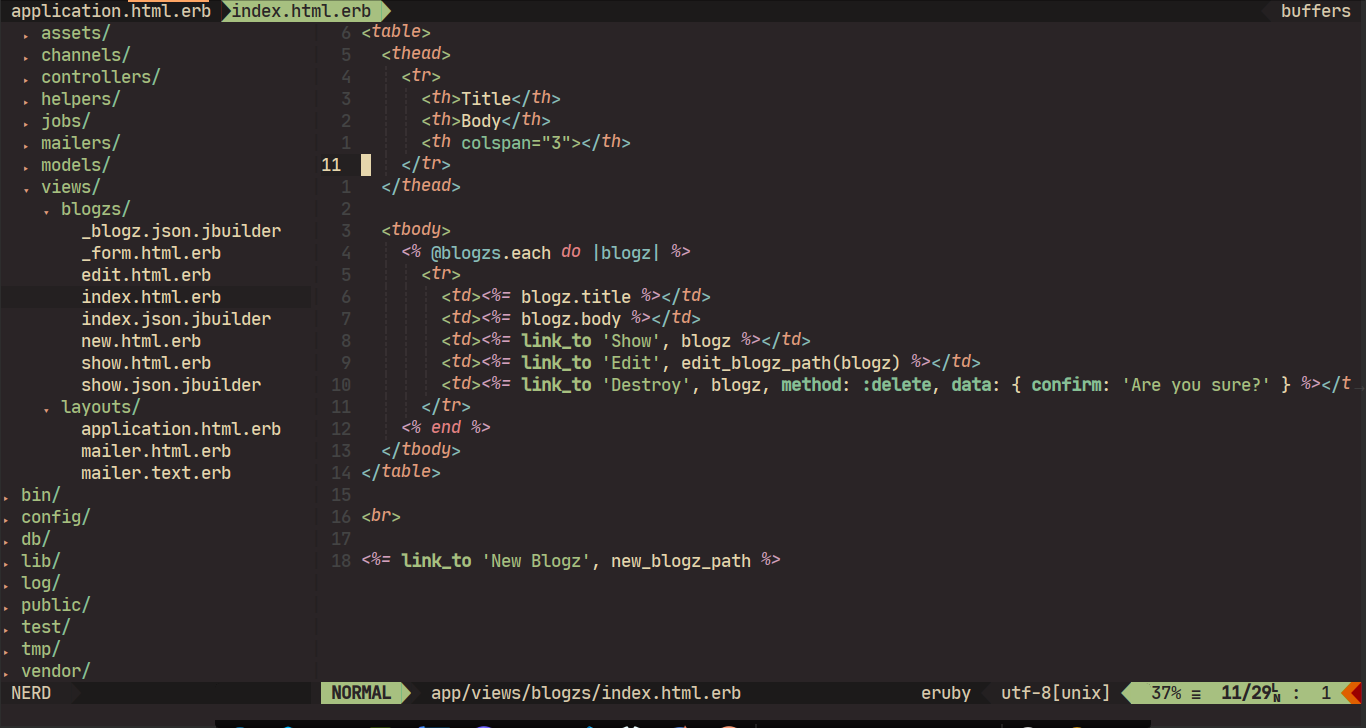 application.html.erb index.html.erb buffers
assets/
channels/
controllers/
helpers/
jobs/
mailers/
models/
views/
blogzs/
_blogz.json.jbuilder
_form.html.erb
edit.html.erb
index.html.erb
index.json.jbuilder
new.html.erb
show.html.erb
show.json.jbuilder
layouts/
application.html.erb
mailer.html.erb
mailer.text.erb
bin/
config/
db/
lib/
log/
public/
test/
tmp/
vendor/
6 <table>
5 <thead>
4 <tr>
3 <th>Title</th>
2 <th>Body</th>
1 <th colspan="3"></th>
11 </tr>
1 </thead>
2
3 <tbody>
4 <% @blogzs.each do |blogz| %>
5 <tr>
6 <td><%= blogz.title %></td>
7 <td><%= blogz.body %></td>
8 <td><%= link_to 'Show', blogz %></td>
9 <td><%= link_to 'Edit', edit_blogz_path(blogz) %></td>
10 <td><%= link_to 'Destroy', blogz, method: :delete, data: { confirm: 'Are you sure?' } %></t
11 </tr>
12 <% end %>
13 </tbody>
14 </table>
15
16 <br>
17
18 <%= link_to 'New Blogz', new_blogz_path %>
NERD NORMAL app/views/blogzs/index.html.erb eruby utf-8[unix] 37% ≡ 11/29 LN : 1